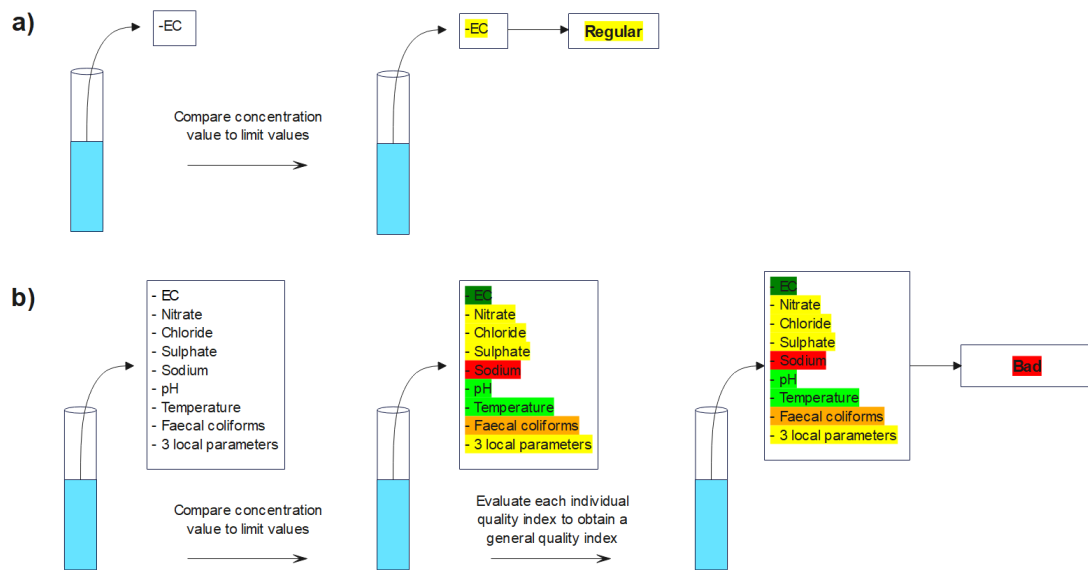 a)
-EC
Compare concentration
value to limit values
-EC
Regular
b)
- EC
- Nitrate
- Chloride
- Sulphate
- Sodium
- pH
- Temperature
- Faecal coliforms
- 3 local parameters
Compare concentration
value to limit values
- EC
- Nitrate
- Chloride
- Sulphate
- Sodium
- pH
- Temperature
- Faecal coliforms
- 3 local parameters
Evaluate each individual
quality index to obtain a
general quality index
- EC
- Nitrate
- Chloride
- Sulphate
- Sodium
- pH
- Temperature
- Faecal coliforms
- 3 local parameters
Bad